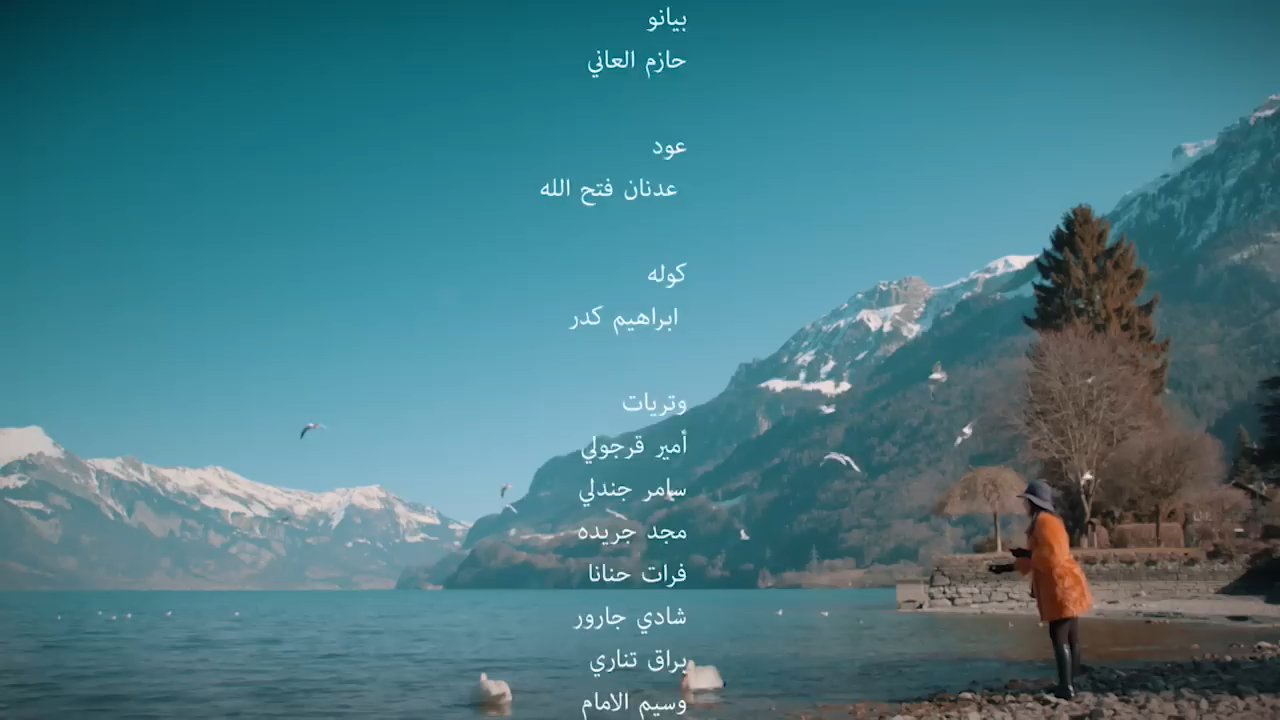 بيانو
حازم العاني
عود
عدنان فتح الله
كوله
ابراهيم كدر
وتريات
أمير قرجولي
سامر جندلي
مجد جريده
فرات حنانا
شادي جارور
براق تناري
وسيم الامام